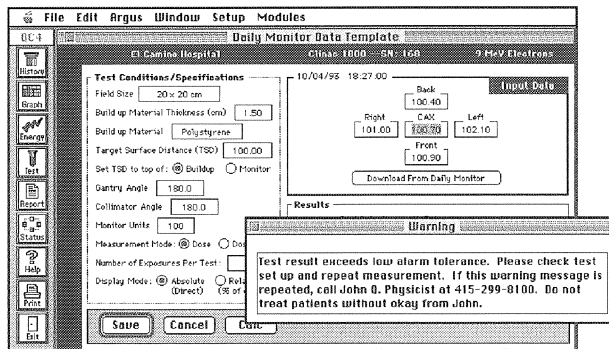 File Edit Argus Window Setup Modules
QC4
Daily Monitor Data Template
El Camino Hospital Clinac 1800 -- SN: 168 9 MeV Electrons
History
Graph
Energy
Test
Report
Status
Help
Print
Exit
Test Conditions/Specifications
Field Size 20 x 20 cm
Build up Material Thickness (cm) 1.50
Build up Material Polystyrene
Target Surface Distance (TSD) 100.00
Set TSD to top of: Buildup Monitor
Gantry Angle 180.0
Collimator Angle 180.0
Monitor Units 100
Measurement Mode: Dose Dos
Number of Exposures Per Test:
Display Mode: Absolute Rela
(Direct) (% of
Save Cancel Calc
10/04/93 18:27:00 Input Data
Back
100.40
Right CAX Left
101.00 100.70 102.10
Front
100.90
Download From Daily Monitor
Results
Warning
Test result exceeds low alarm tolerance. Please check test
set up and repeat measurement. If this warning message is
repeated, call John Q. Physicist at 415-299-8100. Do not
treat patients without okay from John.